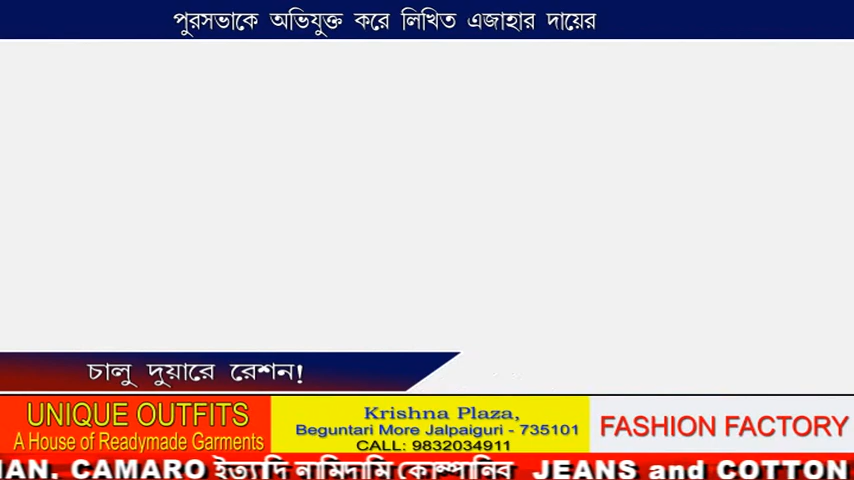 পুরসভাকে অভিযুক্ত করে লিখিত এজাহার দায়ের
চালু দুয়ারে রেশন!
UNIQUE OUTFITS
A House of Readymade Garments
Krishna Plaza,
Beguntari More Jalpaiguri - 735101
CALL: 9832034911
FASHION FACTORY
CAMARO ইত্যাদি নামিদামি কোম্পানির JEANS and COTTON